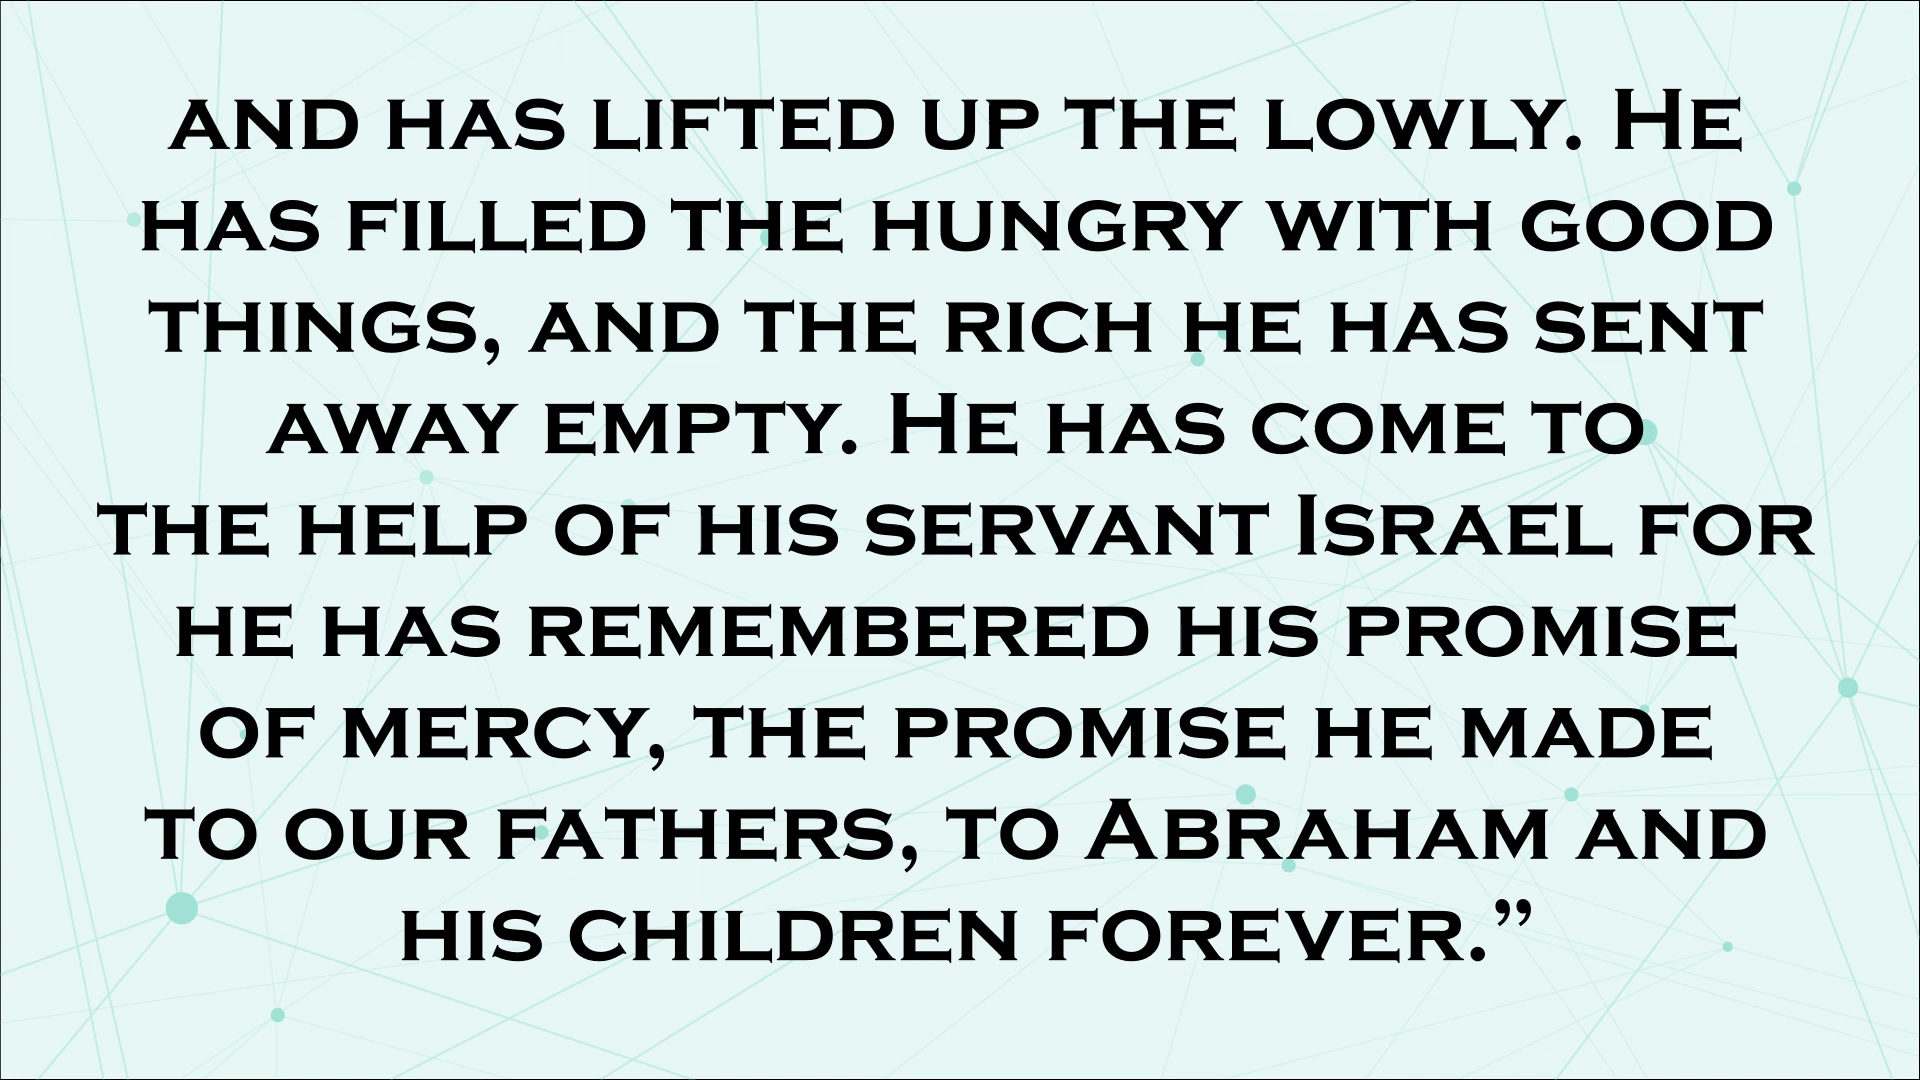 and has lifted up the lowly. He
has filled the hungry with good
things, and the rich he has sent
away empty. He has come to
the help of his servant Israel for
he has remembered his promise
of mercy, the promise he made
to our fathers, to Abraham and
his children forever.”